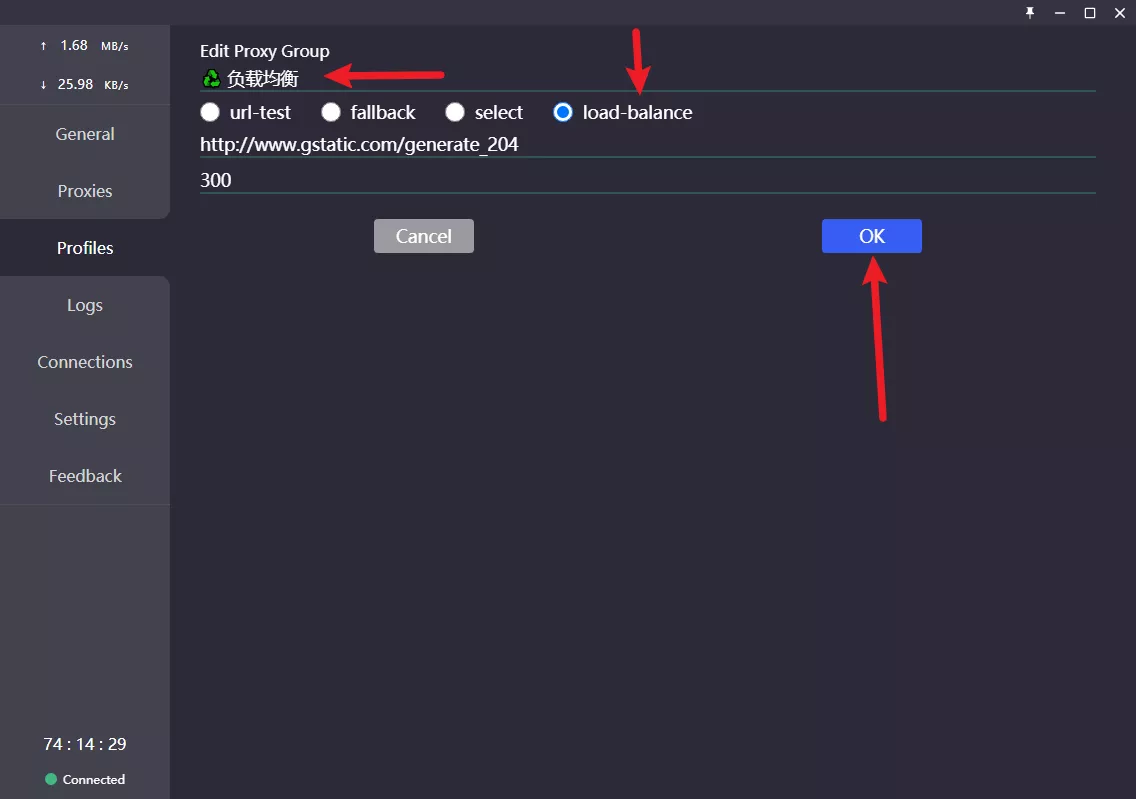 ↑ 1.68 MB/s
↓ 25.98 KB/s
General
Proxies
Profiles
Logs
Connections
Settings
Feedback
74 : 14 : 29
Connected
Edit Proxy Group
♻ 负载均衡
url-test fallback select load-balance
http://www.gstatic.com/generate_204
300
Cancel OK